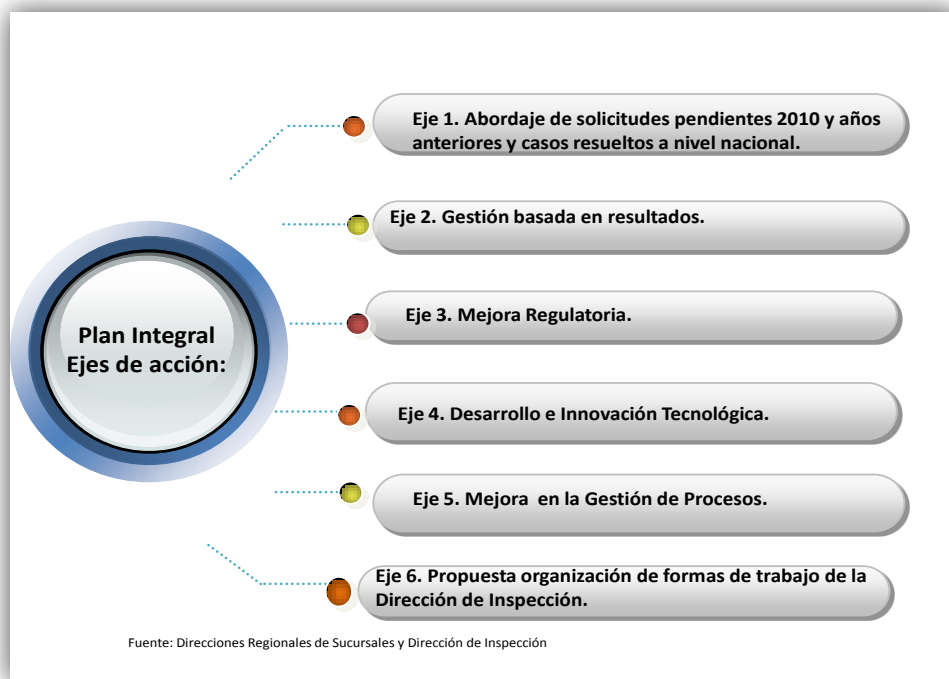 Eje 1. Abordaje de solicitudes pendientes 2010 y años
anteriores y casos resueltos a nivel nacional.
Eje 2. Gestión basada en resultados.
Eje 3. Mejora Regulatoria.
Plan Integral
Ejes de acción:
Eje 4. Desarrollo e Innovación Tecnológica.
Eje 5. Mejora en la Gestión de Procesos.
Eje 6. Propuesta organización de formas de trabajo de la
Dirección de Inspección.
Fuente: Direcciones Regionales de Sucursales y Dirección de Inspección